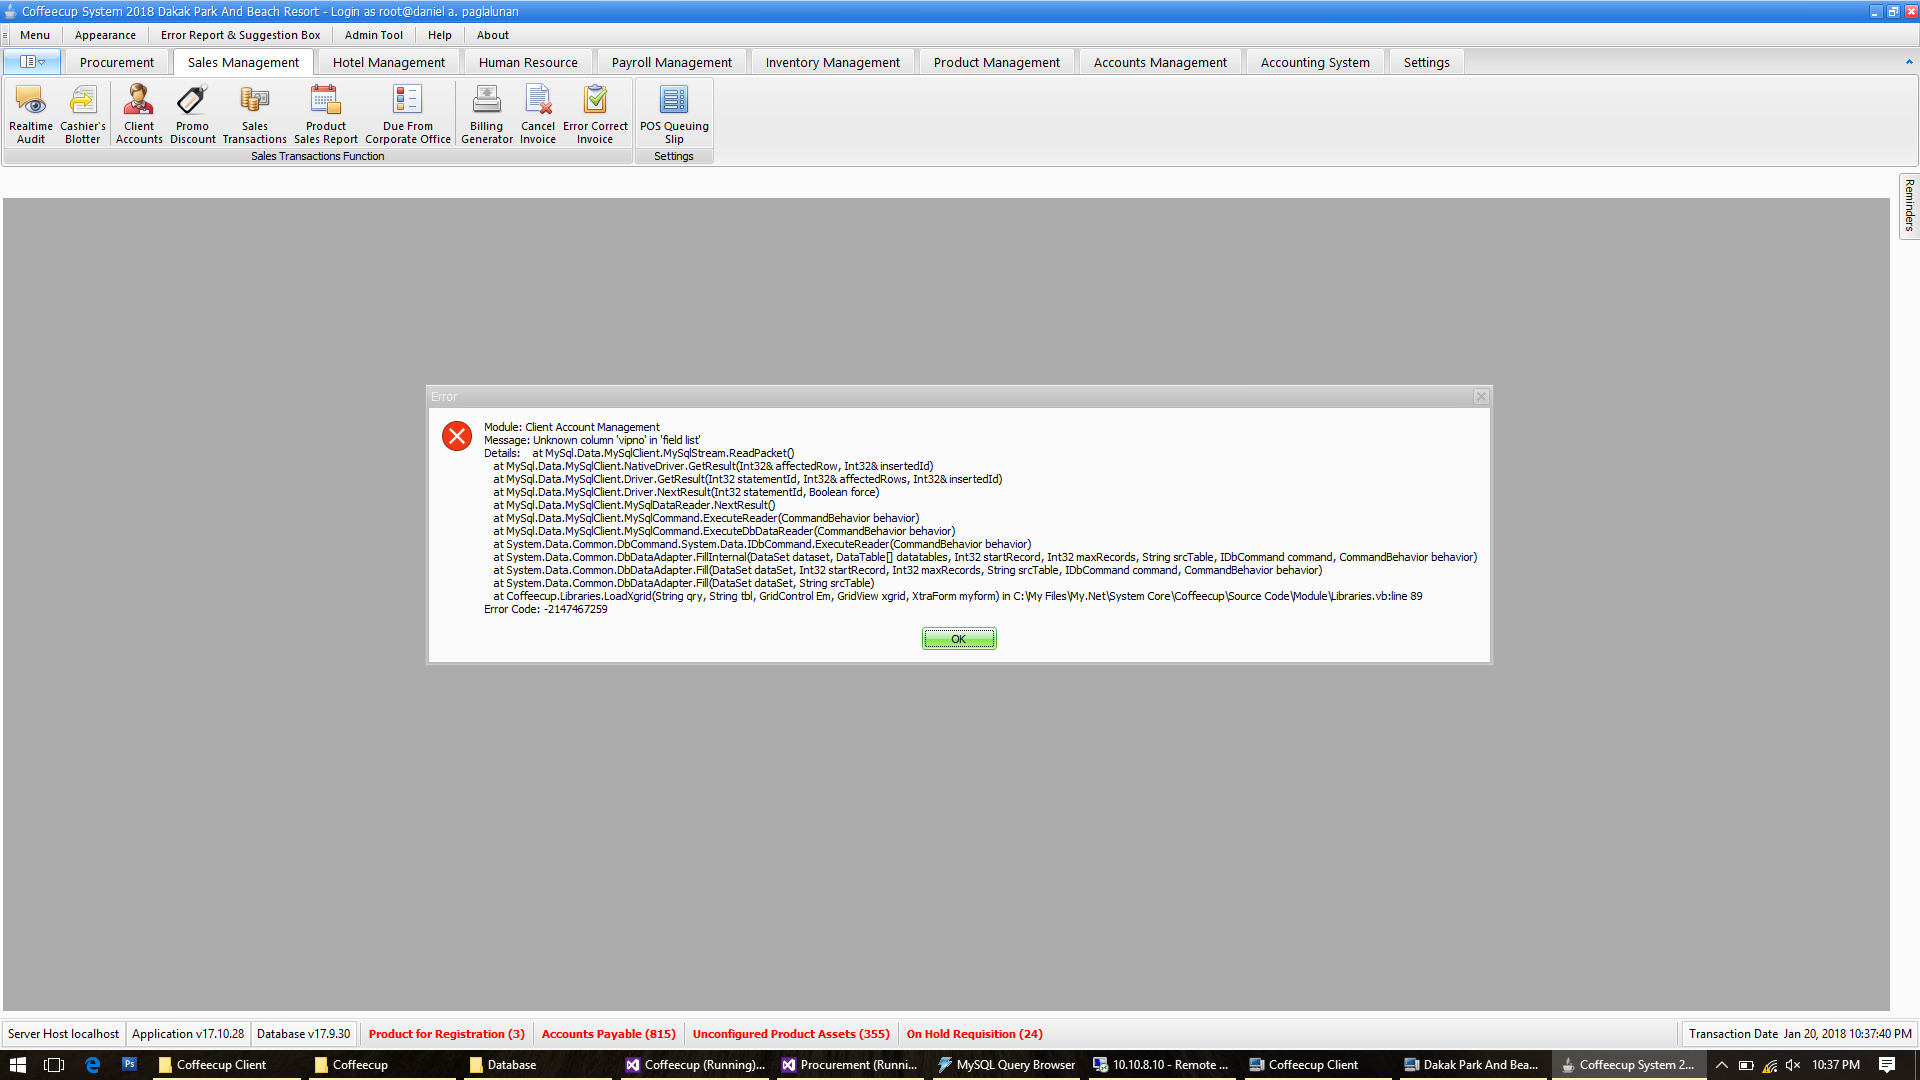 Coffeecup System 2018 Dakak Park And Beach Resort - Login as root@daniel a. paglalunan
Menu Appearance Error Report & Suggestion Box Admin Tool Help About
Procurement Sales Management Hotel Management Human Resource Payroll Management Inventory Management Product Management Accounts Management Accounting System Settings
Realtime Audit
Cashier's Blotter
Client Accounts
Promo Discount
Sales Transactions
Product Sales Report
Due From Corporate Office
Billing Generator
Cancel Invoice
Error Correct Invoice
POS Queuing Slip
Sales Transactions Function
Settings
Reminders
Error
Module: Client Account Management
Message: Unknown column 'vipno' in 'field list'
Details:    at MySql.Data.MySqlClient.MySqlStream.ReadPacket()
at MySql.Data.MySqlClient.NativeDriver.GetResult(Int32& affectedRow, Int32& insertedId)
at MySql.Data.MySqlClient.Driver.GetResult(Int32 statementId, Int32& affectedRows, Int32& insertedId)
at MySql.Data.MySqlClient.Driver.NextResult(Int32 statementId, Boolean force)
at MySql.Data.MySqlClient.MySqlDataReader.NextResult()
at MySql.Data.MySqlClient.MySqlCommand.ExecuteReader(CommandBehavior behavior)
at MySql.Data.MySqlClient.MySqlCommand.ExecuteDbDataReader(CommandBehavior behavior)
at System.Data.Common.DbCommand.System.Data.IDbCommand.ExecuteReader(CommandBehavior behavior)
at System.Data.Common.DbDataAdapter.FillInternal(DataSet dataset, DataTable[] datatables, Int32 startRecord, Int32 maxRecords, String srcTable, IDbCommand command, CommandBehavior behavior)
at System.Data.Common.DbDataAdapter.Fill(DataSet dataSet, Int32 startRecord, Int32 maxRecords, String srcTable, IDbCommand command, CommandBehavior behavior)
at System.Data.Common.DbDataAdapter.Fill(DataSet dataSet, String srcTable)
at Coffeecup.Libraries.LoadXgrid(String qry, String tbl, GridControl Em, GridView xgrid, XtraForm myform) in C:\My Files\My.Net\System Core\Coffeecup\Source Code\Module\Libraries.vb:line 89
Error Code: -2147467259
OK
Server Host localhost Application v17.10.28 Database v17.9.30 Product for Registration (3) Accounts Payable (815) Unconfigured Product Assets (355) On Hold Requisition (24) Transaction Date Jan 20, 2018 10:37:40 PM
Ps Coffeecup Client Coffeecup Database Coffeecup (Running)... Procurement (Runni... MySQL Query Browser 10.10.8.10 - Remote ... Coffeecup Client Dakak Park And Bea... Coffeecup System 2... 10:37 PM